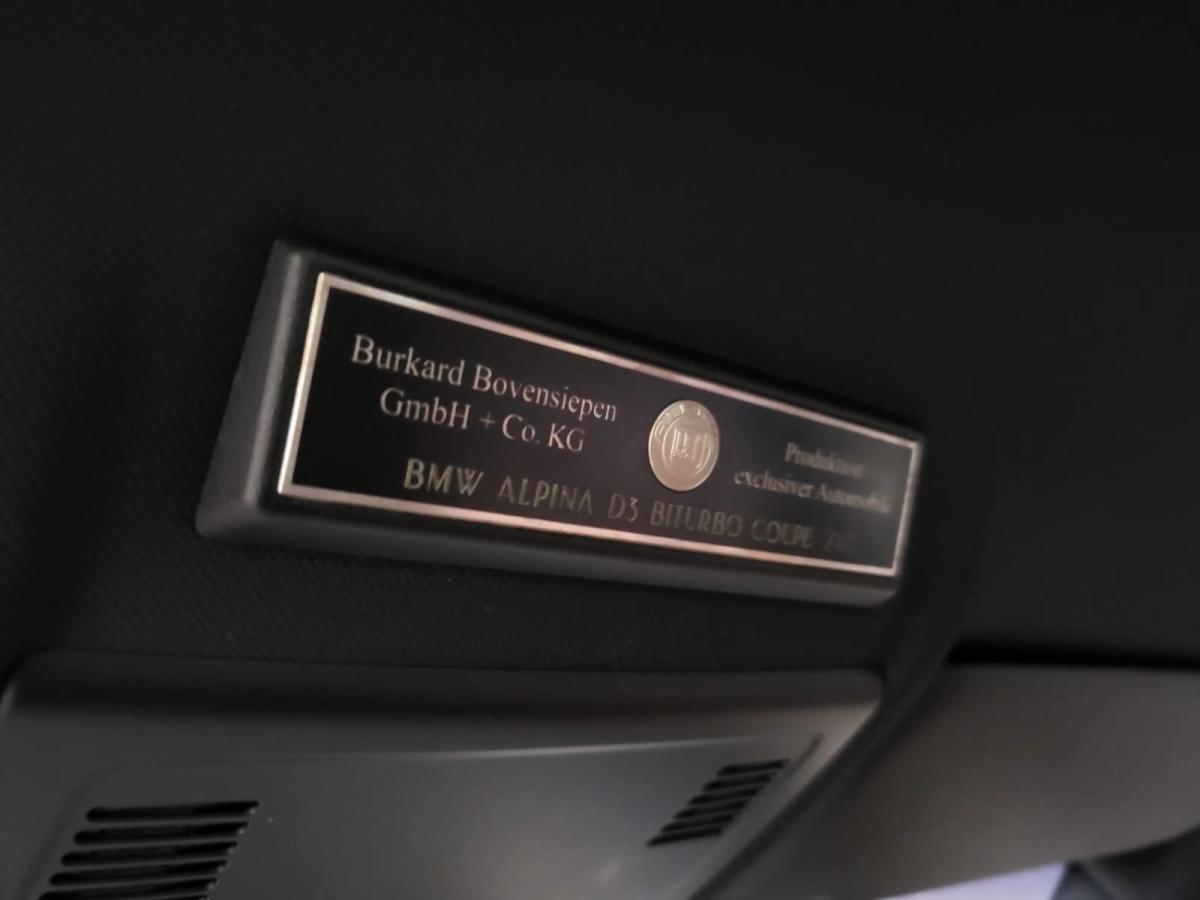 Burkard Bovensiepen
GmbH + Co. KG
Produktion
exclusiver Automobile
BMW ALPINA D3 BITURBO COUPE